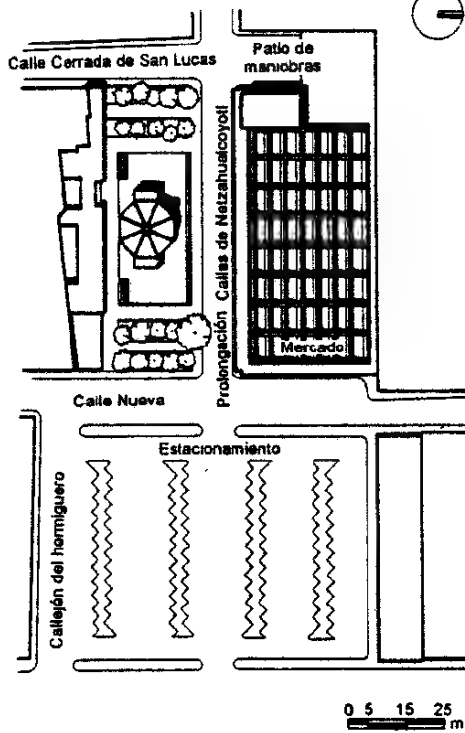 Calle Cerrada de San Lucas
Patio de
maniobras
Prolongación Calles de Netzahualcoyotl
Mercado
Calle Nueva
Estacionamiento
Callejón del hormiguero
0 5 15 25
m